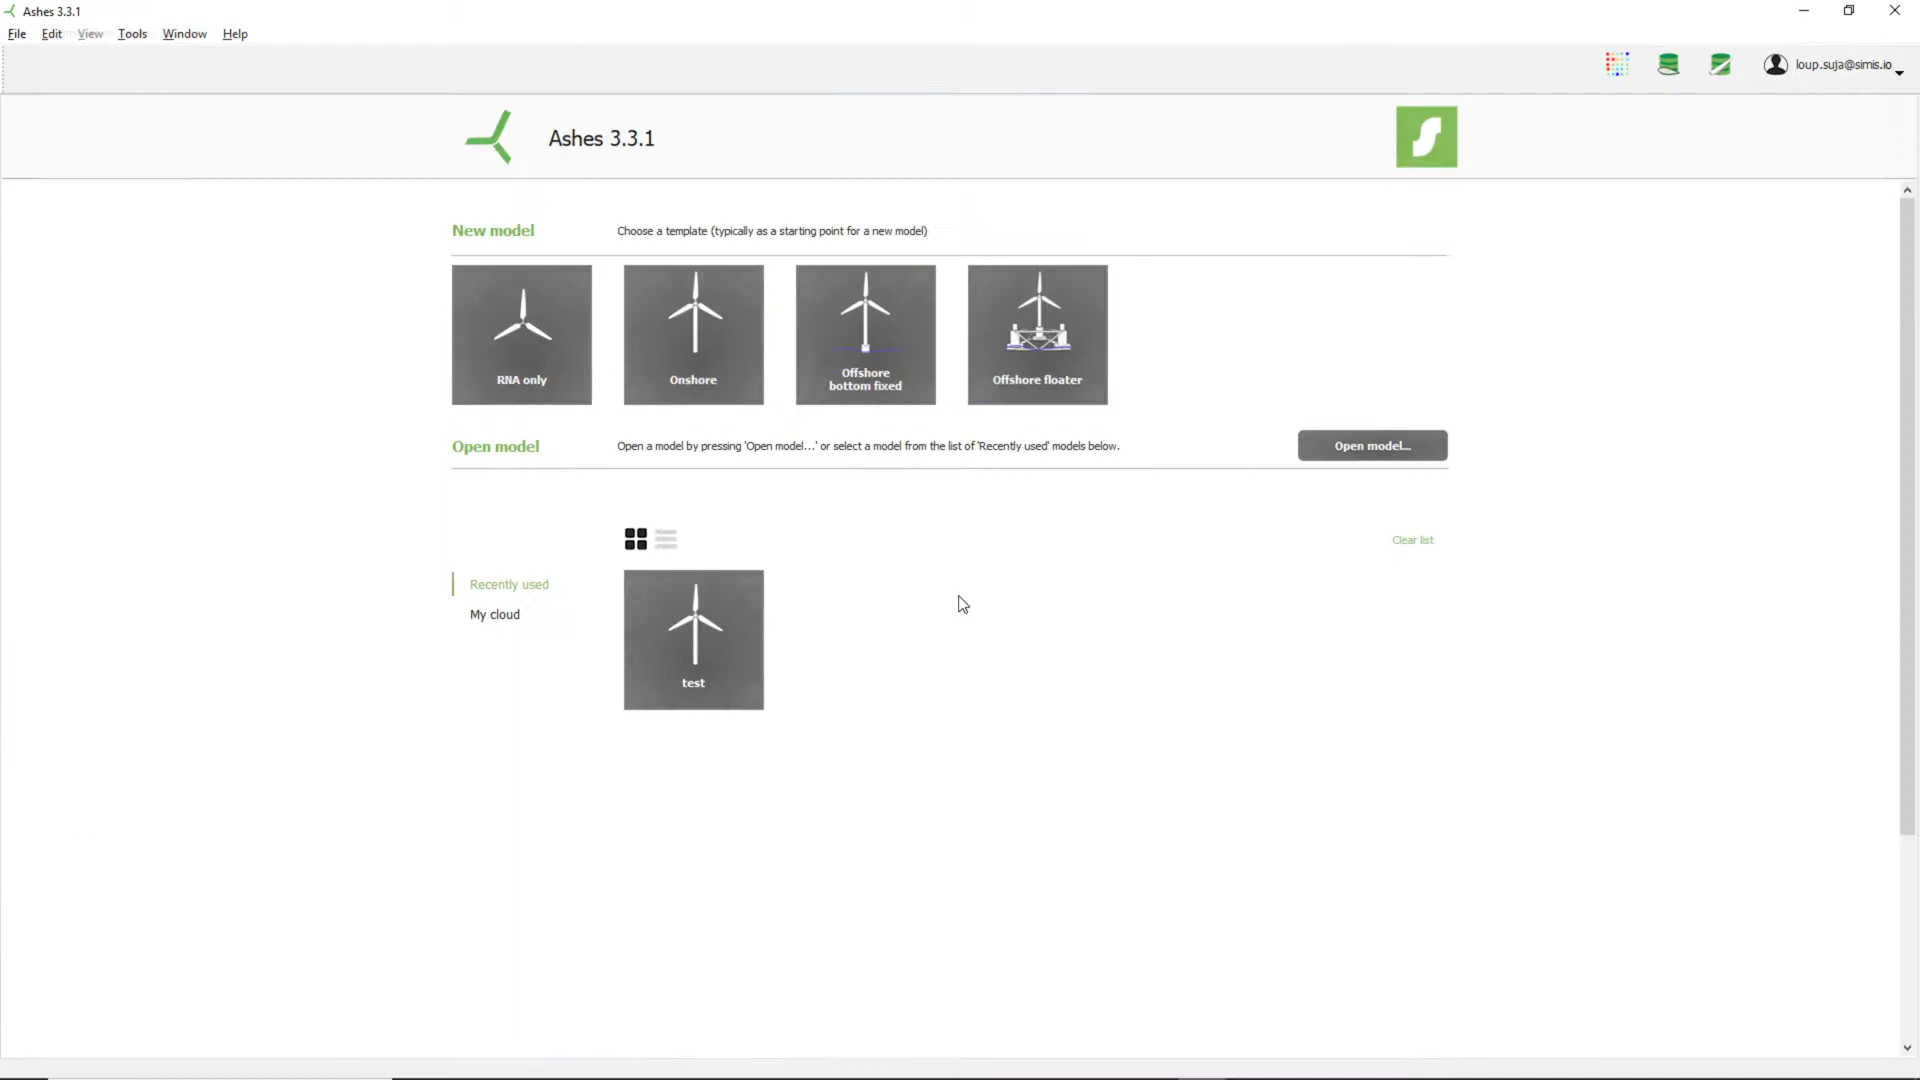 Ashes 3.3.1
File Edit View Tools Window Help
loup.suja@simis.io
Ashes 3.3.1
New model Choose a template (typically as a starting point for a new model)
RNA only
Onshore
Offshore
bottom fixed
Offshore floater
Open model Open a model by pressing 'Open model...' or select a model from the list of 'Recently used' models below.
Open model...
Clear list
Recently used
My cloud
test